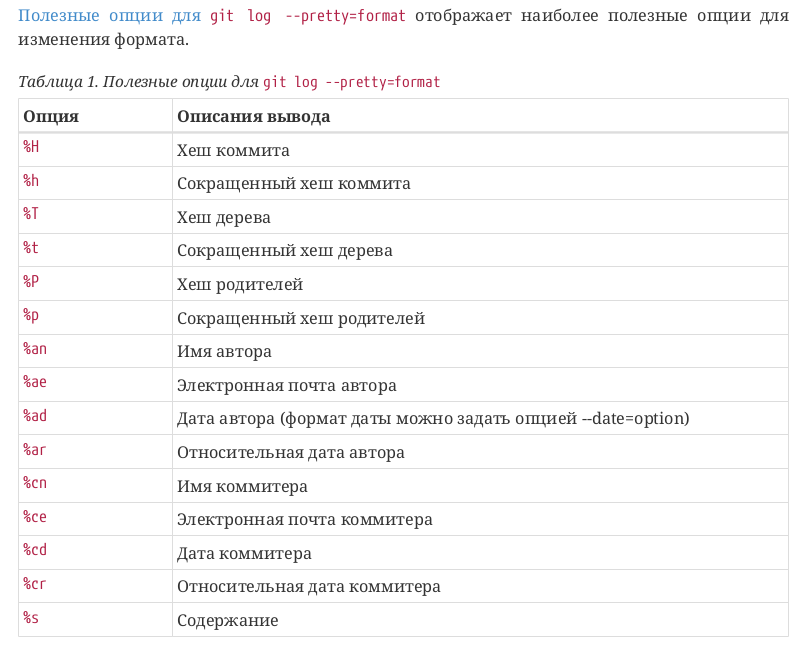 Полезные опции для git log --pretty=format отображает наиболее полезные опции для
изменения формата.
Таблица 1. Полезные опции для git log --pretty=format
Опция Описания вывода
%H Хеш коммита
%h Сокращенный хеш коммита
%T Хеш дерева
%t Сокращенный хеш дерева
%P Хеш родителей
%p Сокращенный хеш родителей
%an Имя автора
%ae Электронная почта автора
%ad Дата автора (формат даты можно задать опцией --date=option)
%ar Относительная дата автора
%cn Имя коммитера
%ce Электронная почта коммитера
%cd Дата коммитера
%cr Относительная дата коммитера
%s Содержание